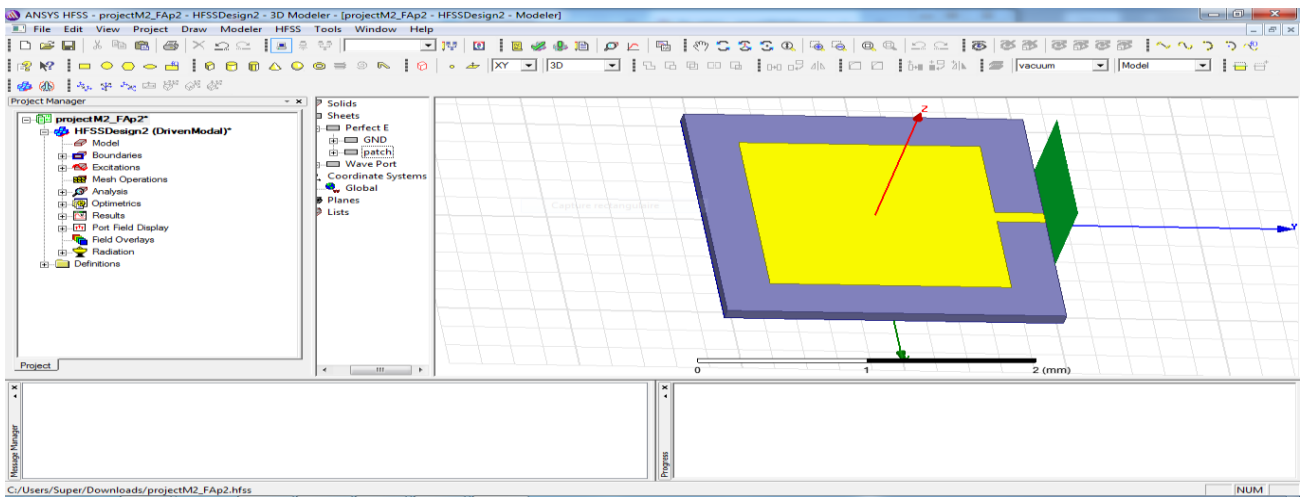 ANSYS HFSS - projectM2_FAp2 - HFSSDesign2 - 3D Modeler - [projectM2_FAp2 - HFSSDesign2 - Modeler]
File Edit View Project Draw Modeler HFSS Tools Window Help
XY 3D vacuum Model
Project Manager
projectM2_FAp2*
HFSSDesign2 (DrivenModal)*
Model
Boundaries
Excitations
Mesh Operations
Analysis
Optimetrics
Results
Port Field Display
Field Overlays
Radiation
Definitions
Project
Solids
Sheets
Perfect E
GND
patch
Wave Port
Coordinate Systems
Global
Planes
Lists
Capture rectangulaire
Z
Y
0 1 2 (mm)
Message Manager
Progress
C:/Users/Super/Downloads/projectM2_FAp2.hfss
NUM